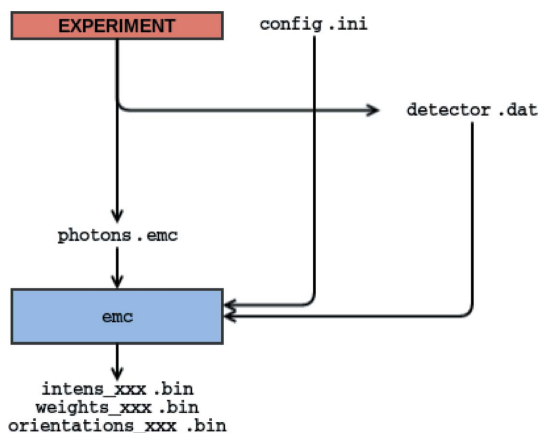 EXPERIMENT
config.ini
detector.dat
photons.emc
emc
intens_xxx.bin
weights_xxx.bin
orientations_xxx.bin